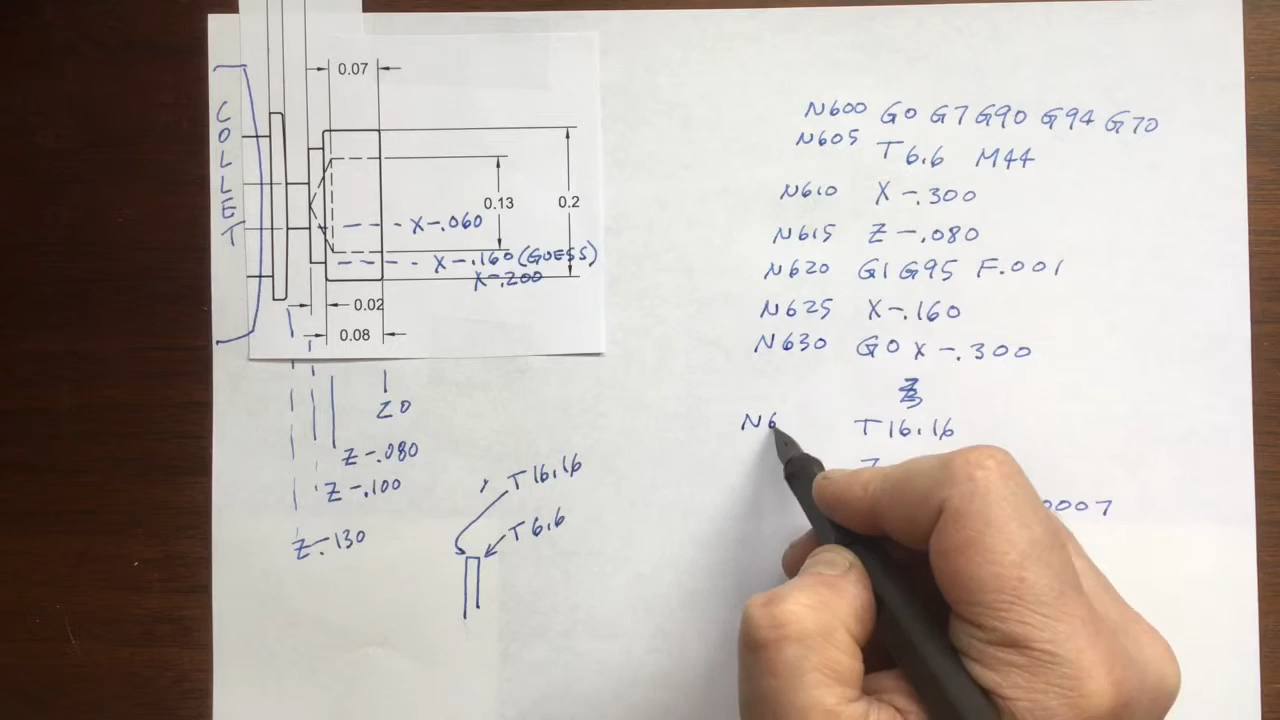 COLLET
0.07
0.13
0.2
X-.060
X-.160 (GUESS)
X-.200
0.02
0.08
Z0
Z-.080
Z-.100
Z-.130
T16.16
T6.6
N600 G0 G7 G90 G94 G70
N605 T6.6 M44
N610 X-.300
N615 Z-.080
N620 G1 G95 F.001
N625 X-.160
N630 G0 X-.300
N6 T16.16
0007